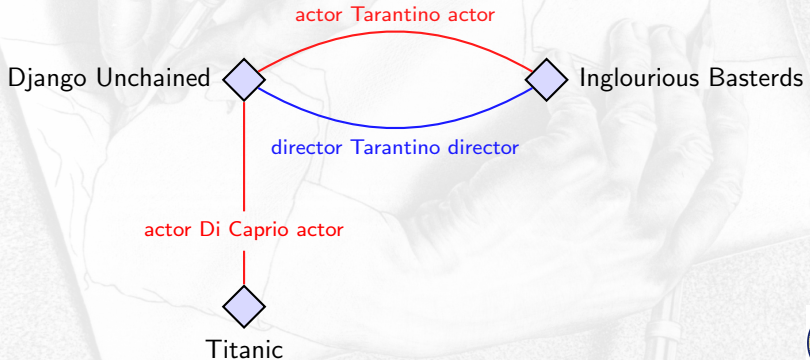 actor Tarantino actor
Django Unchained
Inglourious Basterds
director Tarantino director
actor Di Caprio actor
Titanic